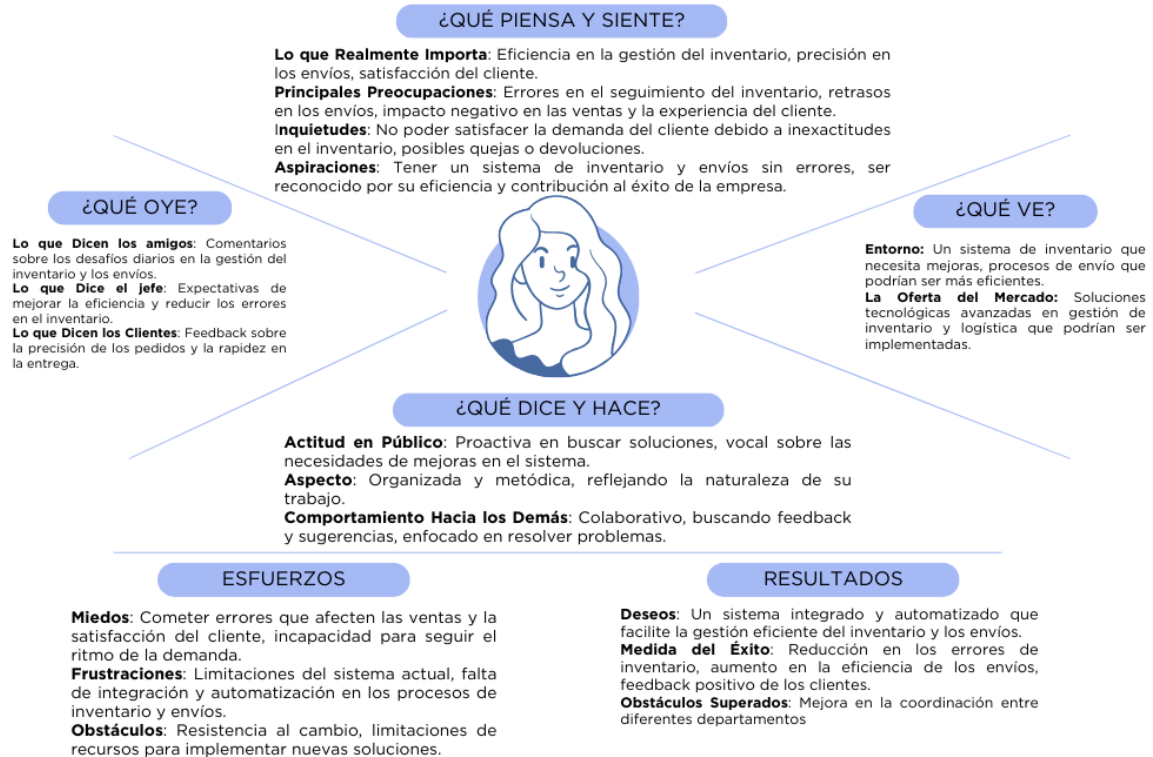 ¿QUÉ PIENSA Y SIENTE?
Lo que Realmente Importa: Eficiencia en la gestión del inventario, precisión en
los envíos, satisfacción del cliente.
Principales Preocupaciones: Errores en el seguimiento del inventario, retrasos
en los envíos, impacto negativo en las ventas y la experiencia del cliente.
Inquietudes: No poder satisfacer la demanda del cliente debido a inexactitudes
en el inventario, posibles quejas o devoluciones.
Aspiraciones: Tener un sistema de inventario y envíos sin errores, ser
reconocido por su eficiencia y contribución al éxito de la empresa.
¿QUÉ OYE?
Lo que Dicen los amigos: Comentarios
sobre los desafíos diarios en la gestión del
inventario y los envíos.
Lo que Dice el jefe: Expectativas de
mejorar la eficiencia y reducir los errores
en el inventario.
Lo que Dicen los Clientes: Feedback sobre
la precisión de los pedidos y la rapidez en
la entrega.
¿QUÉ VE?
Entorno: Un sistema de inventario que
necesita mejoras, procesos de envío que
podrían ser más eficientes.
La Oferta del Mercado: Soluciones
tecnológicas avanzadas en gestión de
inventario y logística que podrían ser
implementadas.
¿QUÉ DICE Y HACE?
Actitud en Público: Proactiva en buscar soluciones, vocal sobre las
necesidades de mejoras en el sistema.
Aspecto: Organizada y metódica, reflejando la naturaleza de su
trabajo.
Comportamiento Hacia los Demás: Colaborativo, buscando feedback
y sugerencias, enfocado en resolver problemas.
ESFUERZOS
Miedos: Cometer errores que afecten las ventas y la
satisfacción del cliente, incapacidad para seguir el
ritmo de la demanda.
Frustraciones: Limitaciones del sistema actual, falta
de integración y automatización en los procesos de
inventario y envíos.
Obstáculos: Resistencia al cambio, limitaciones de
recursos para implementar nuevas soluciones.
RESULTADOS
Deseos: Un sistema integrado y automatizado que
facilite la gestión eficiente del inventario y los envíos.
Medida del Éxito: Reducción en los errores de
inventario, aumento en la eficiencia de los envíos,
feedback positivo de los clientes.
Obstáculos Superados: Mejora en la coordinación entre
diferentes departamentos